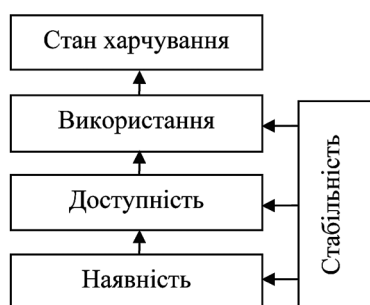 Стан харчування
Використання
Доступність
Наявність
Стабільність